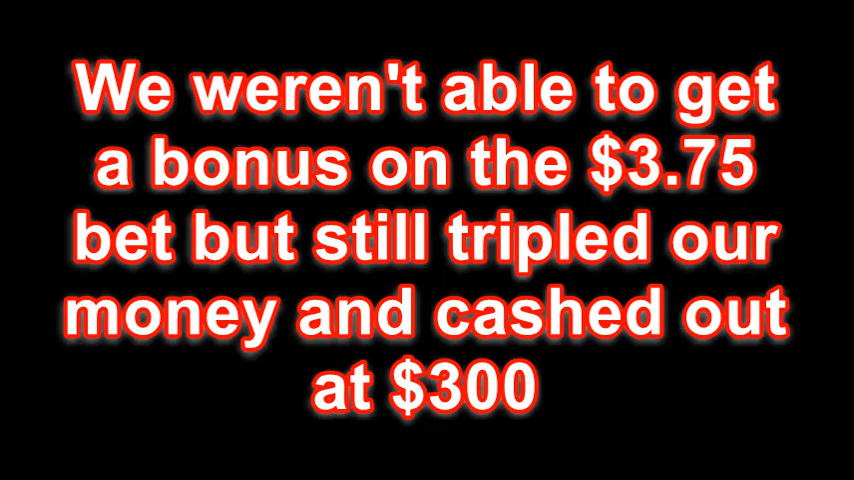 We weren't able to get
a bonus on the $3.75
bet but still tripled our
money and cashed out
at $300